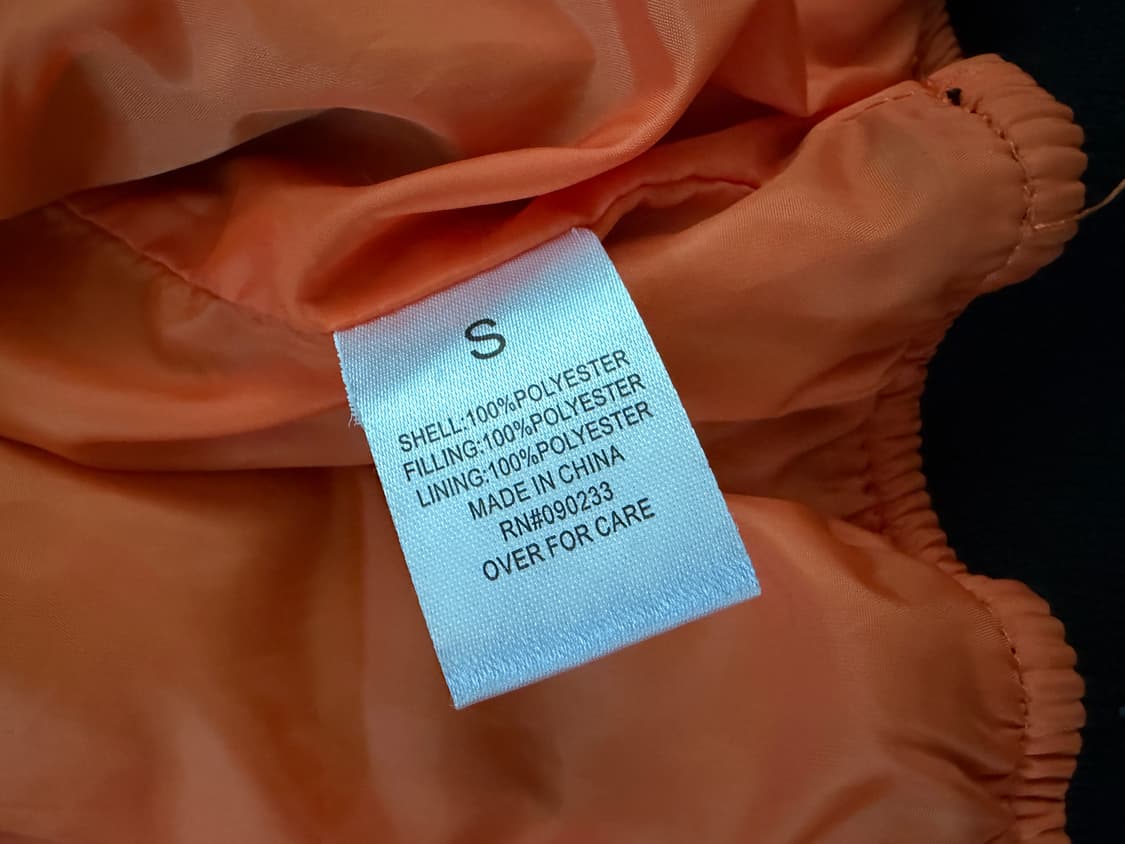 S
SHELL:100%POLYESTER
FILLING:100%POLYESTER
LINING:100%POLYESTER
MADE IN CHINA
RN#090233
OVER FOR CARE